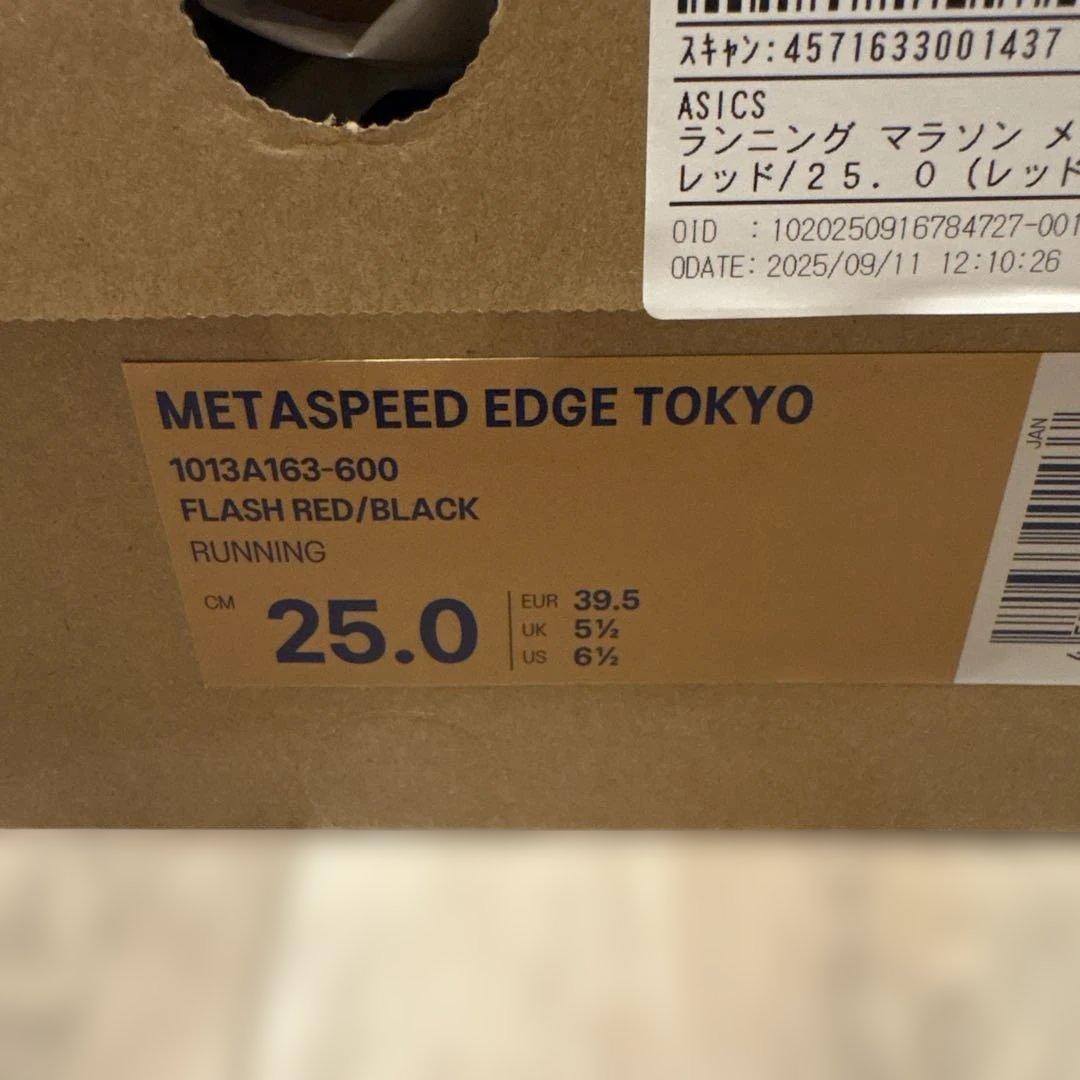 スキャン:4571633001437
ASICS
ランニング マラソン メ
レッド/25.0 (レッド
OID :1020250916784727-001
ODATE: 2025/09/11 12:10:26
METASPEED EDGE TOKYO
1013A163-600
FLASH RED/BLACK
RUNNING
CM 25.0
EUR 39.5
UK 5½
US 6½
JAN